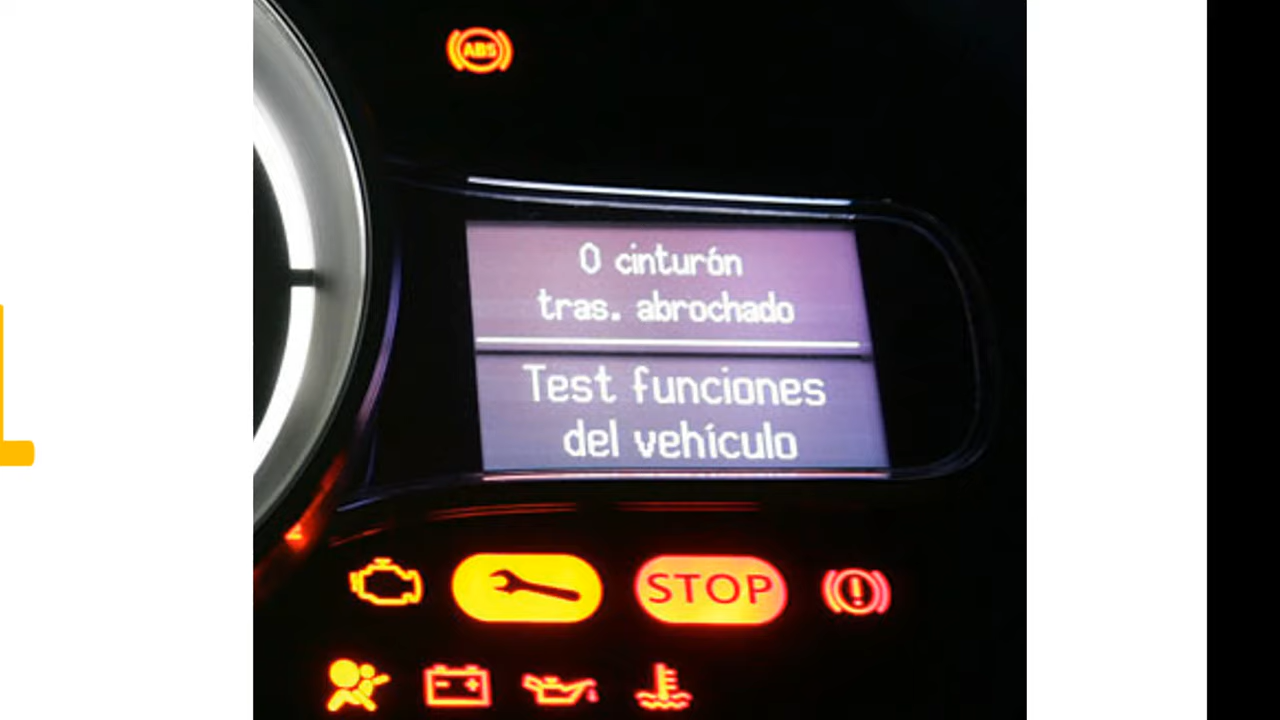 ABS
0 cinturón
tras. abrochado
Test funciones
del vehículo
STOP